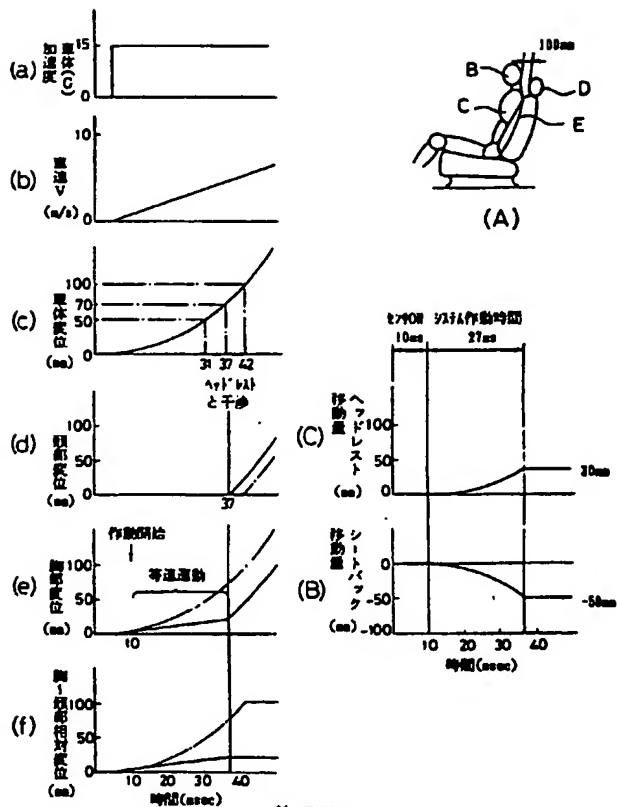 (a)
車体加速度
(G)
15
0
(b)
車速V
(m/s)
10
0
(c)
車体変位
(mm)
100
70
50
0
31 37 42
ヘッドレスト
と干渉
(d)
頭部変位
(mm)
100
50
0
37
作動開始
等速運動
(e)
胸部変位
(mm)
100
50
0
10
(f)
胸〜頭部相対変位
(mm)
100
50
0
10 20 30 40
時間(msec)
100mm
B
C
D
E
(A)
センサON システム作動時間
10ms 27ms
(C)
ヘッドレスト
移動量
(mm)
100
50
0
30mm
(B)
シートバック
移動量
(mm)
0
-50
-100
-50mm
10 20 30 40
時間(msec)